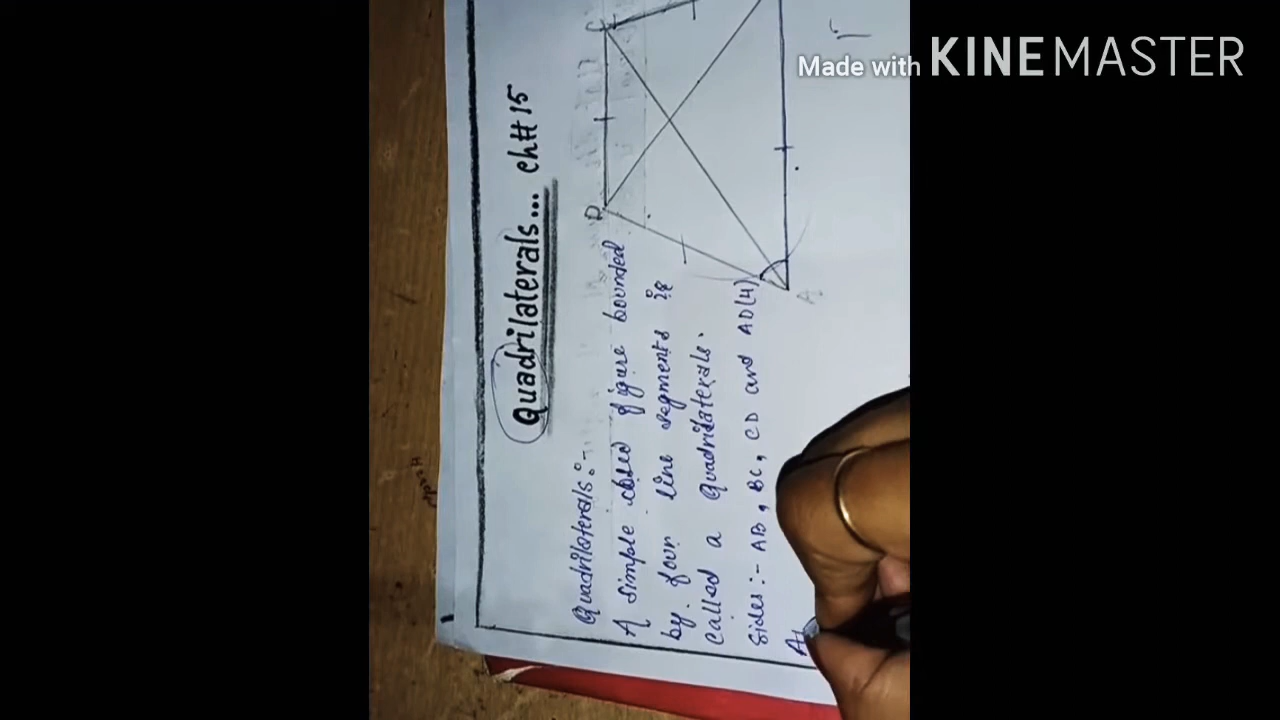 Made with KINEMASTER
Quadrilaterals... Ch#15
Quadrilaterals:-
A simple closed figure bounded
by four line segments is
called a Quadrilaterals.
Sides:- AB, BC, CD and AD(4)
D
C
A